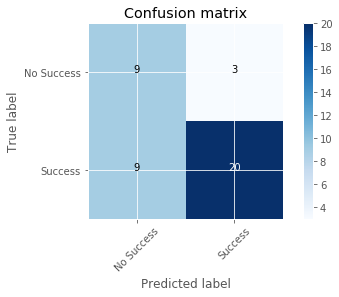 Confusion matrix
No Success
Success
True label
9
3
9
20
No Success
Success
Predicted label
20
18
16
14
12
10
8
6
4